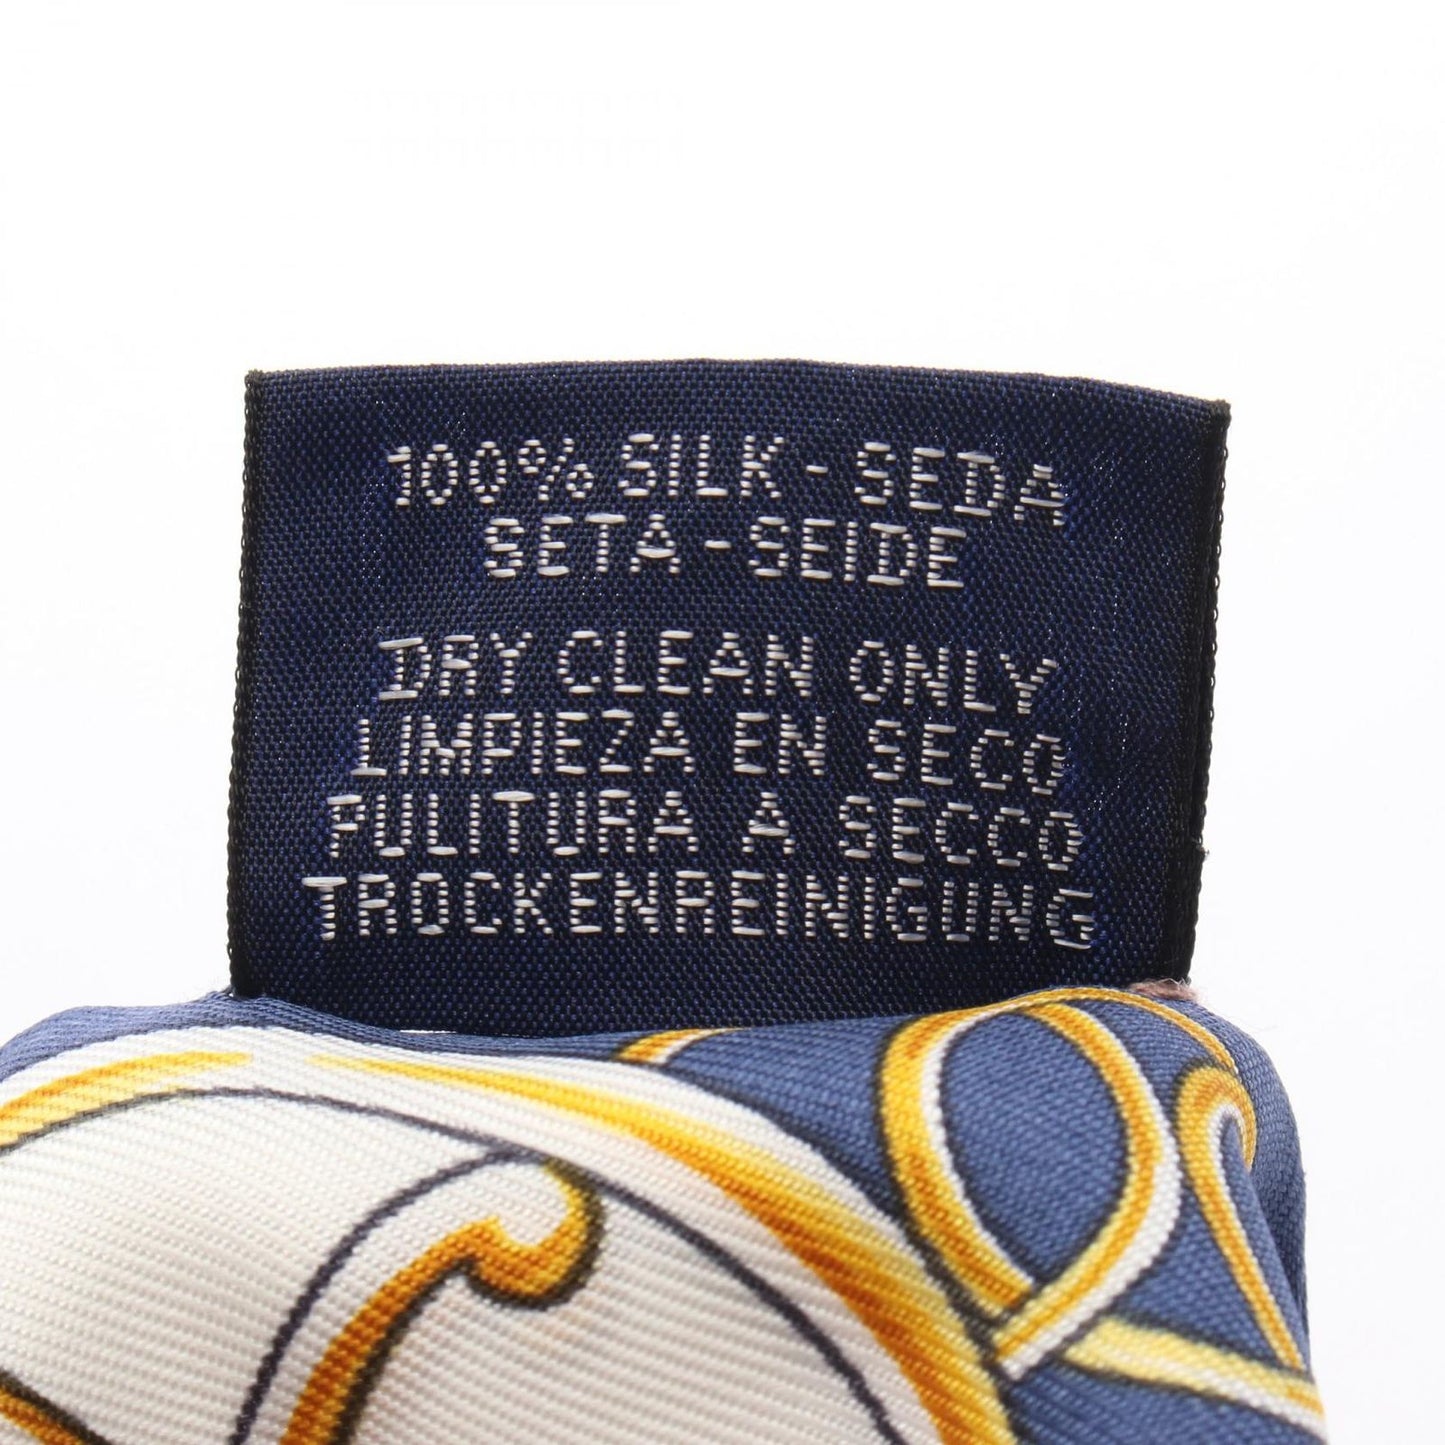 100% SILK - SEDA
SETA - SEIDE
DRY CLEAN ONLY
LIMPIEZA EN SECO
PULITURA A SECCO
TROCKENREINIGUNG